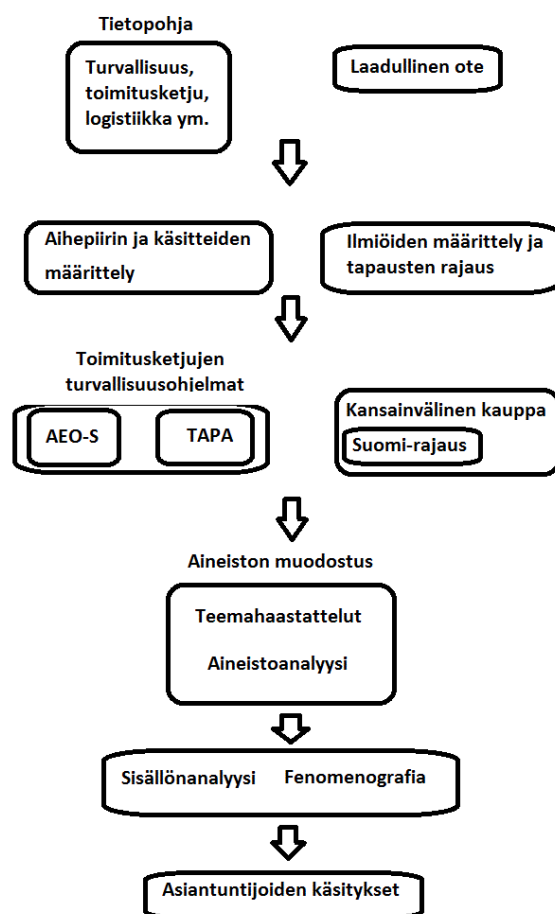 Tietopohja
Turvallisuus,
toimitusketju,
logistiikka ym.
Laadullinen ote
Aihepiirin ja käsitteiden
määrittely
Ilmiöiden määrittely ja
tapausten rajaus
Toimitusketjujen
turvallisuusohjelmat
AEO-S
TAPA
Kansainvälinen kauppa
Suomi-rajaus
Aineiston muodostus
Teemahaastattelut
Aineistoanalyysi
Sisällönanalyysi
Fenomenografia
Asiantuntijoiden käsitykset